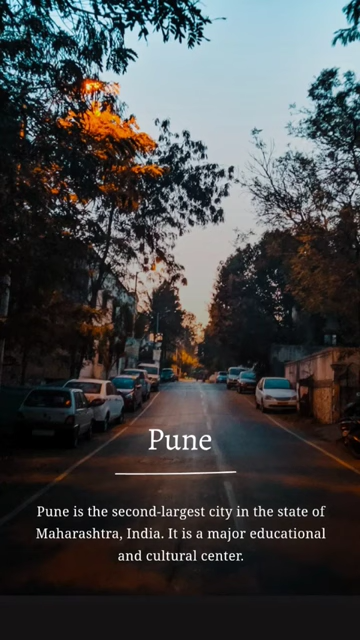 Pune
Pune is the second-largest city in the state of
Maharashtra, India. It is a major educational
and cultural center.